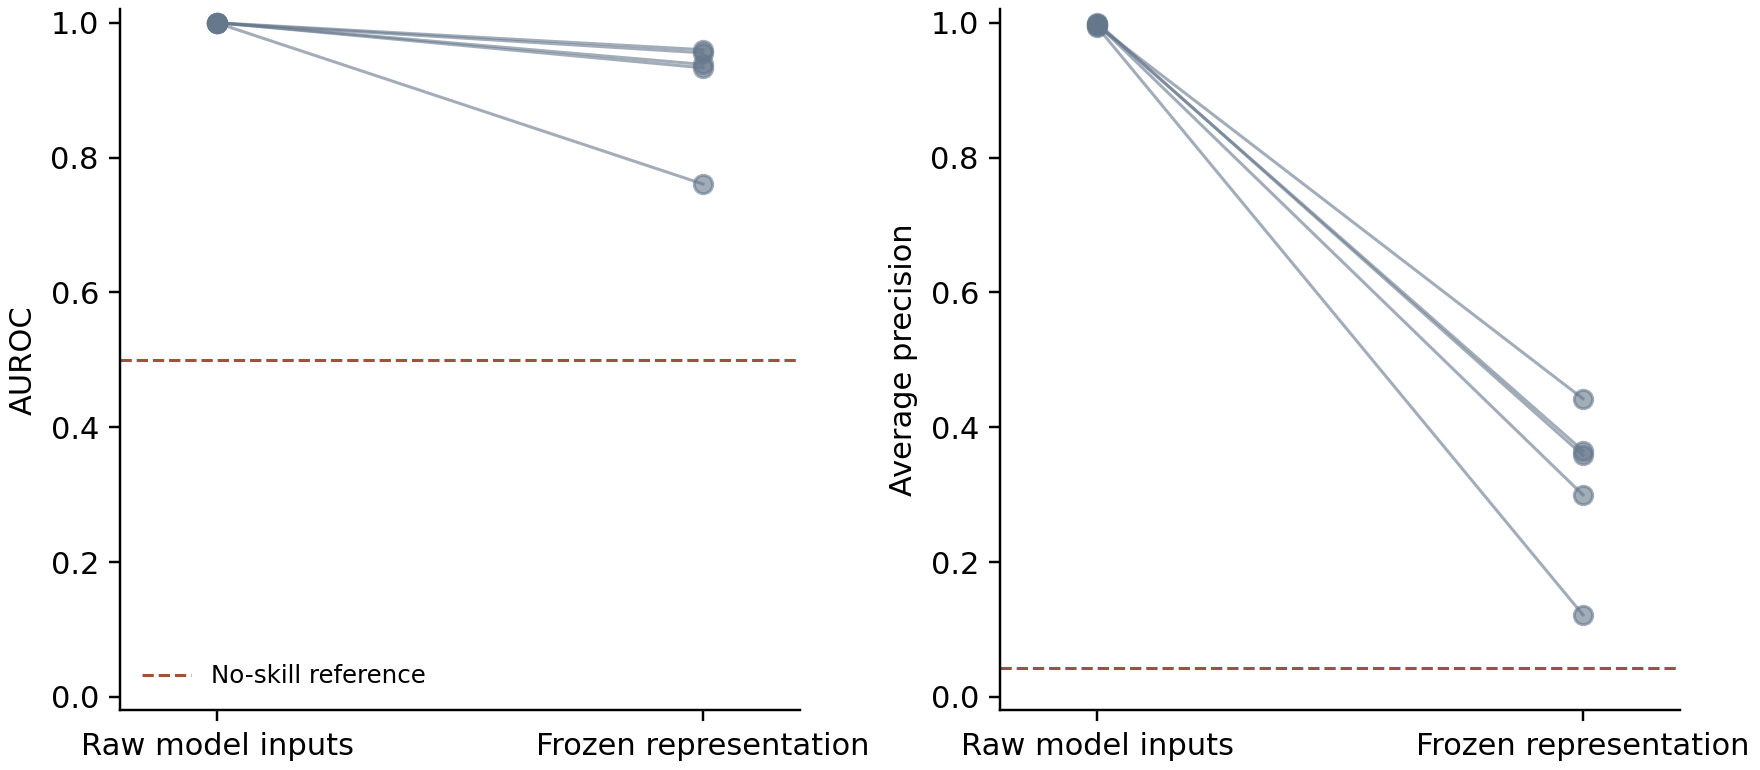 AUROC
1.0
0.8
0.6
0.4
0.2
0.0
No-skill reference
Raw model inputs
Frozen representation
Average precision
1.0
0.8
0.6
0.4
0.2
0.0
Raw model inputs
Frozen representation